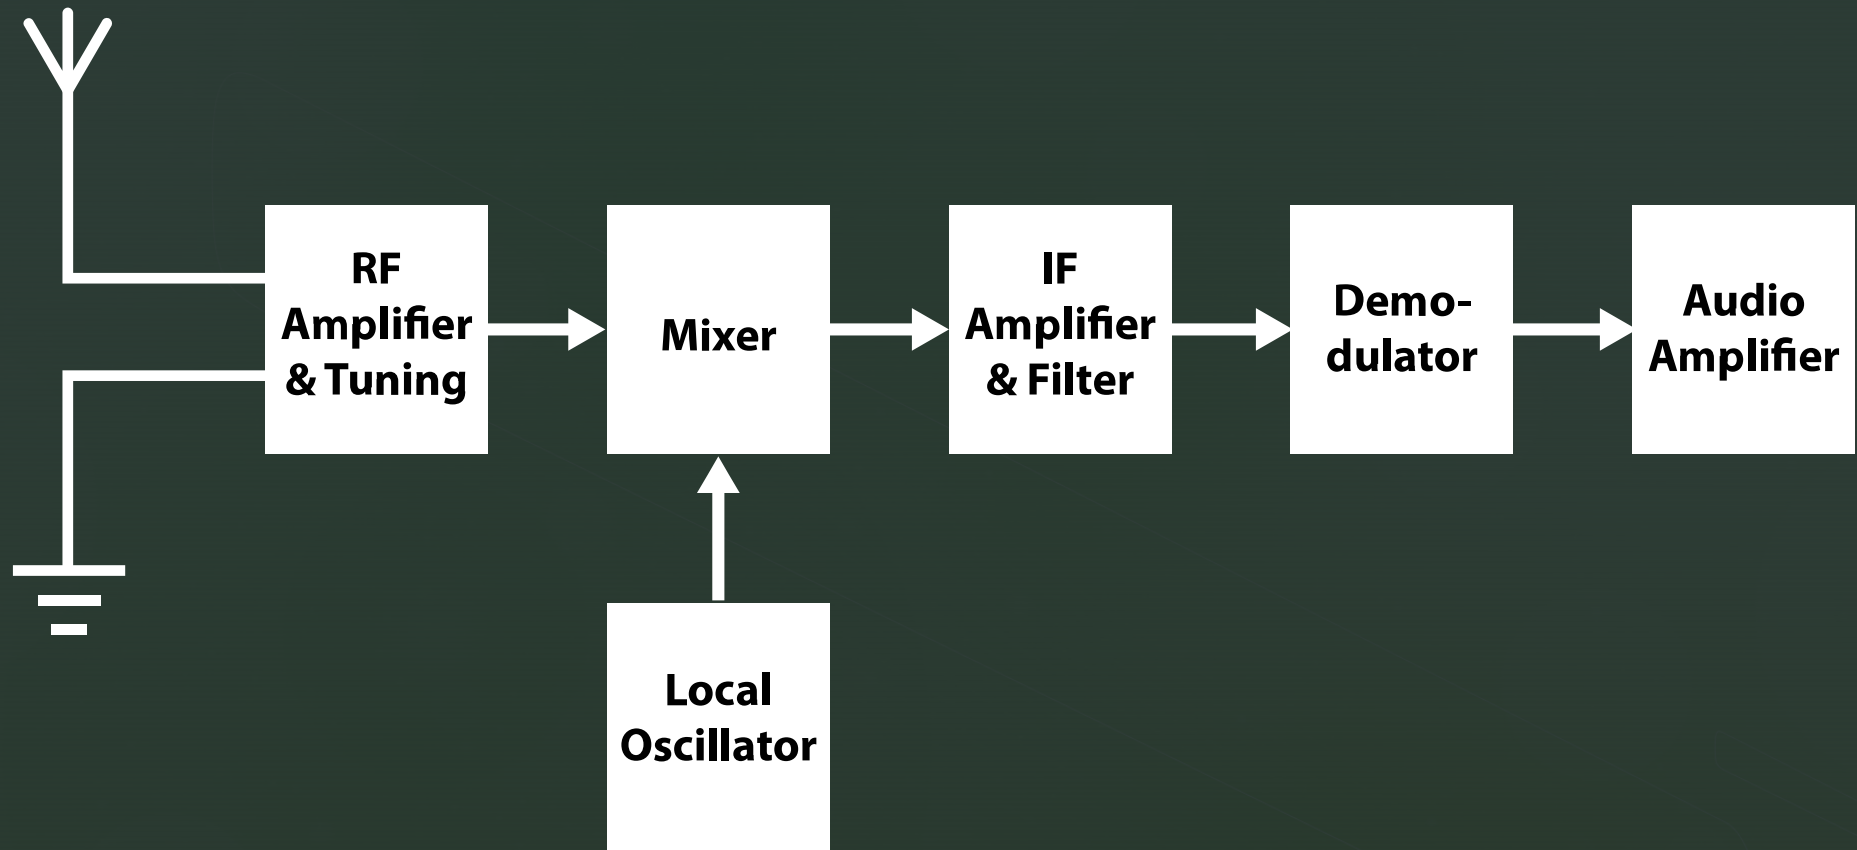 RF
Amplifier
& Tuning
Mixer
IF
Amplifier
& Filter
Demo-
dulator
Audio
Amplifier
Local
Oscillator